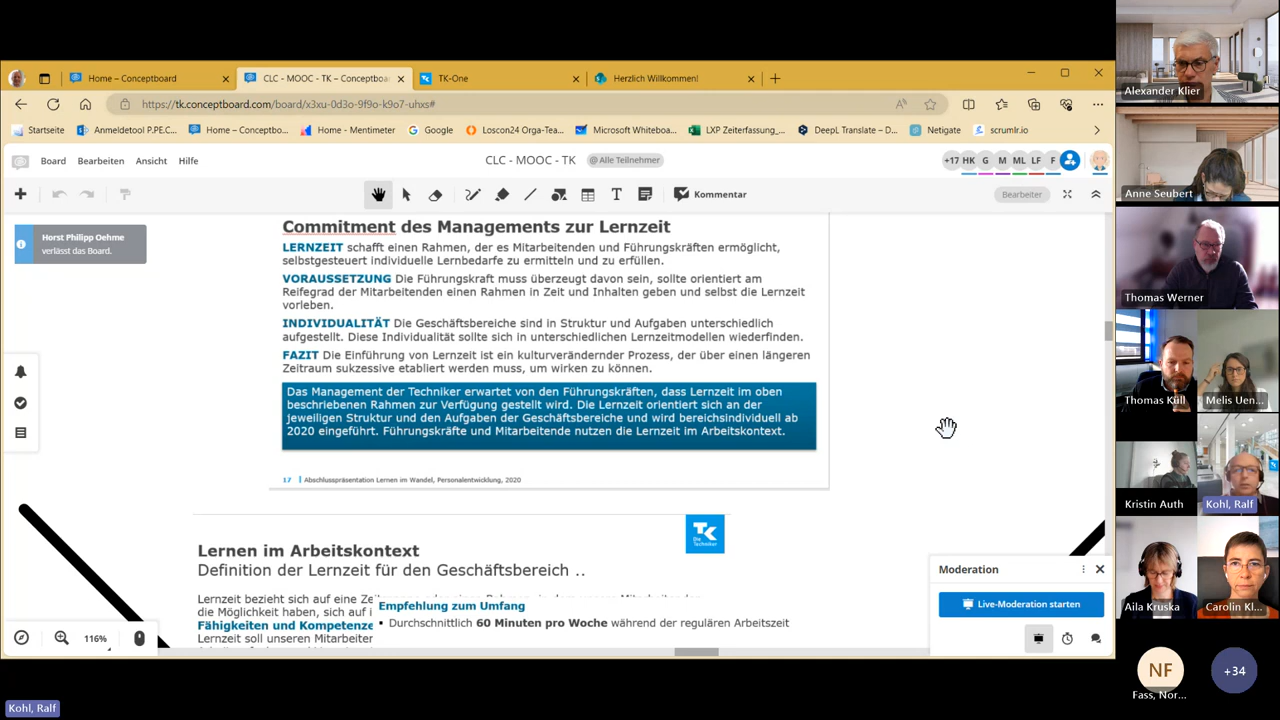 Home – Conceptboard
CLC - MOOC - TK – Conceptboa
TK-One
Herzlich Willkommen!
https://tk.conceptboard.com/board/x3xu-0d3o-9f9o-k9o7-uhxs#
Startseite
Anmeldetool P.PE.C...
Home – Conceptbo...
Home - Mentimeter
Google
Loscon24 Orga-Tea...
Microsoft Whiteboa...
LXP Zeiterfassung_...
DeepL Translate – D...
Netigate
scrumlr.io
Board
Bearbeiten
Ansicht
Hilfe
CLC - MOOC - TK
@ Alle Teilnehmer
+17 HK G M ML LF F
Kommentar
Bearbeiter
Horst Philipp Oehme
verlässt das Board.
Commitment des Managements zur Lernzeit
LERNZEIT schafft einen Rahmen, der es Mitarbeitenden und Führungskräften ermöglicht,
selbstgesteuert individuelle Lernbedarfe zu ermitteln und zu erfüllen.
VORAUSSETZUNG Die Führungskraft muss überzeugt davon sein, sollte orientiert am
Reifegrad der Mitarbeitenden einen Rahmen in Zeit und Inhalten geben und selbst die Lernzeit
vorleben.
INDIVIDUALITÄT Die Geschäftsbereiche sind in Struktur und Aufgaben unterschiedlich
aufgestellt. Diese Individualität sollte sich in unterschiedlichen Lernzeitmodellen wiederfinden.
FAZIT Die Einführung von Lernzeit ist ein kulturverändernder Prozess, der über einen längeren
Zeitraum sukzessive etabliert werden muss, um wirken zu können.
Das Management der Techniker erwartet von den Führungskräften, dass Lernzeit im oben
beschriebenen Rahmen zur Verfügung gestellt wird. Die Lernzeit orientiert sich an der
jeweiligen Struktur und den Aufgaben der Geschäftsbereiche und wird bereichsindividuell ab
2020 eingeführt. Führungskräfte und Mitarbeitende nutzen die Lernzeit im Arbeitskontext.
17 Abschlusspräsentation Lernen im Wandel, Personalentwicklung, 2020
TK
Die
Techniker
Lernen im Arbeitskontext
Definition der Lernzeit für den Geschäftsbereich ..
Lernzeit bezieht sich auf eine
die Möglichkeit haben, sich auf i
Fähigkeiten und Kompetenze
Lernzeit soll unseren Mitarbeiter
Empfehlung zum Umfang
• Durchschnittlich 60 Minuten pro Woche während der regulären Arbeitszeit
Moderation
Live-Moderation starten
116%
Alexander Klier
Anne Seubert
Thomas Werner
Thomas Küll
Melis Uen...
Kristin Auth
Kohl, Ralf
Aila Kruska
Carolin Kl...
NF
Fass, Nor...
+34
Kohl, Ralf